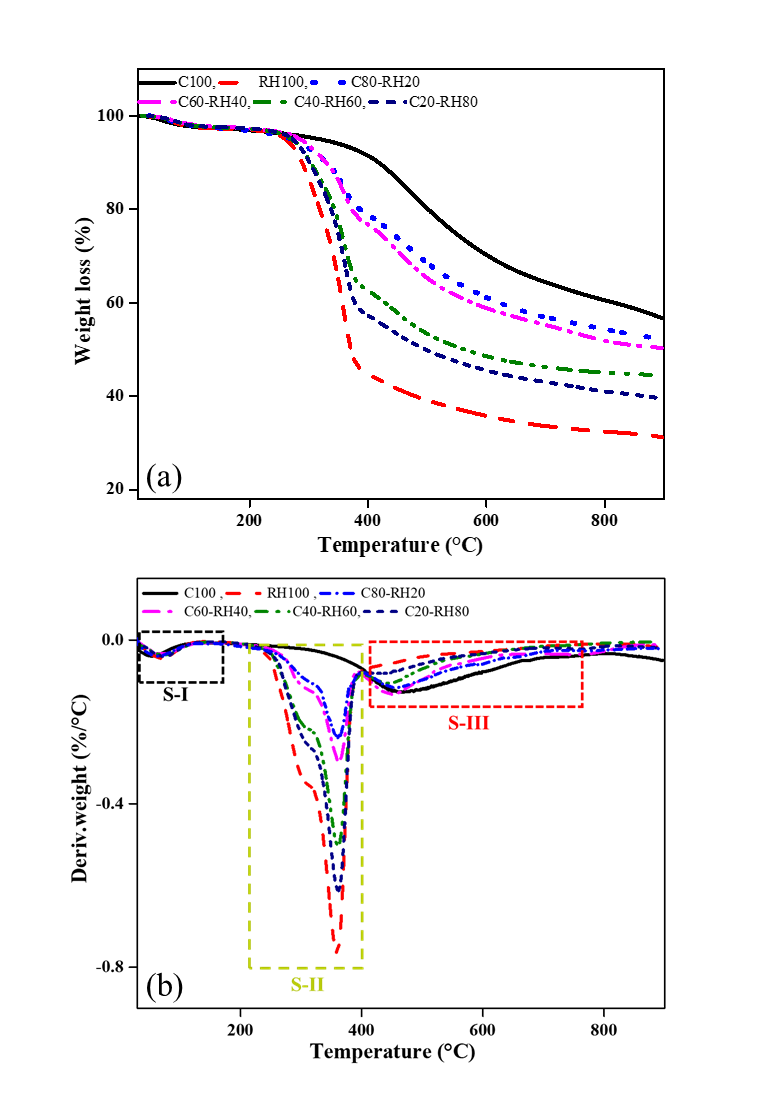 C100, RH100, C80-RH20
C60-RH40, C40-RH60, C20-RH80
100
80
60
40
20
Weight loss (%)
(a)
200 400 600 800
Temperature (°C)
C100 , RH100 , C80-RH20
C60-RH40, C40-RH60, C20-RH80
0.0
-0.4
-0.8
Deriv.weight (%/°C)
S-I
S-III
S-II
(b)
200 400 600 800
Temperature (°C)